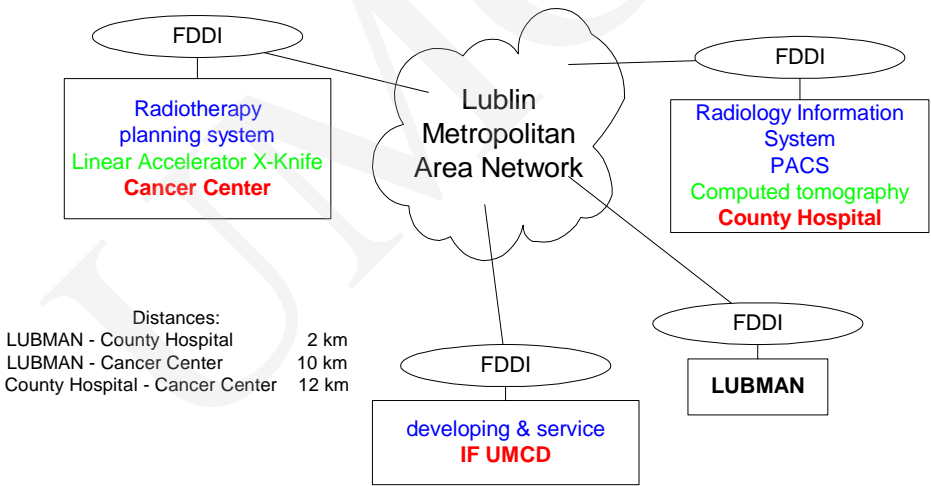 FDDI
Radiotherapy
planning system
Linear Accelerator X-Knife
Cancer Center
Lublin
Metropolitan
Area Network
FDDI
Radiology Information
System
PACS
Computed tomography
County Hospital
Distances:
LUBMAN - County Hospital 2 km
LUBMAN - Cancer Center 10 km
County Hospital - Cancer Center 12 km
FDDI
developing & service
IF UMCD
FDDI
LUBMAN